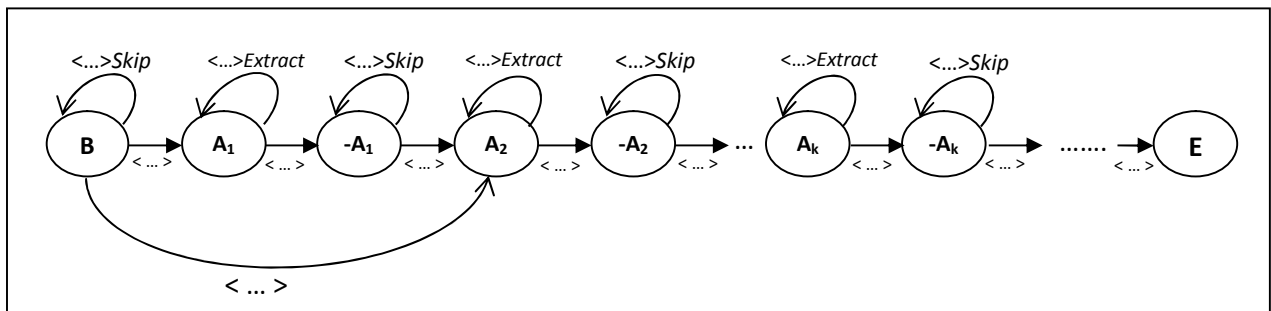 <...>Skip <...>Extract <...>Skip <...>Extract <...>Skip <...>Extract <...>Skip
B A1 -A1 A2 -A2 ... Ak -Ak ....... E
< ... > < ... > < ... > < ... > < ... > < ... > < ... > < ... >
< ... >